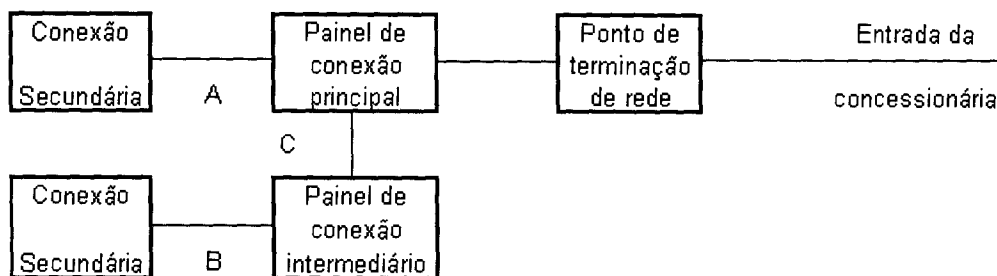 Conexão
Secundária
A
Painel de
conexão
principal
Ponto de
terminação
de rede
Entrada da
concessionária
C
Conexão
Secundária
B
Painel de
conexão
intermediário